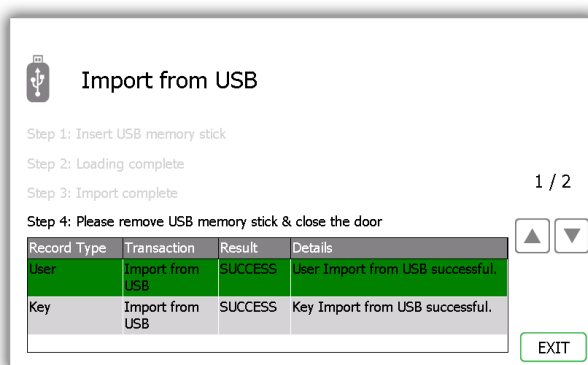 Import from USB
Step 1: Insert USB memory stick
Step 2: Loading complete
Step 3: Import complete
1 / 2
Step 4: Please remove USB memory stick & close the door
Record Type Transaction Result Details
User Import from USB SUCCESS User Import from USB successful.
Key Import from USB SUCCESS Key Import from USB successful.
EXIT